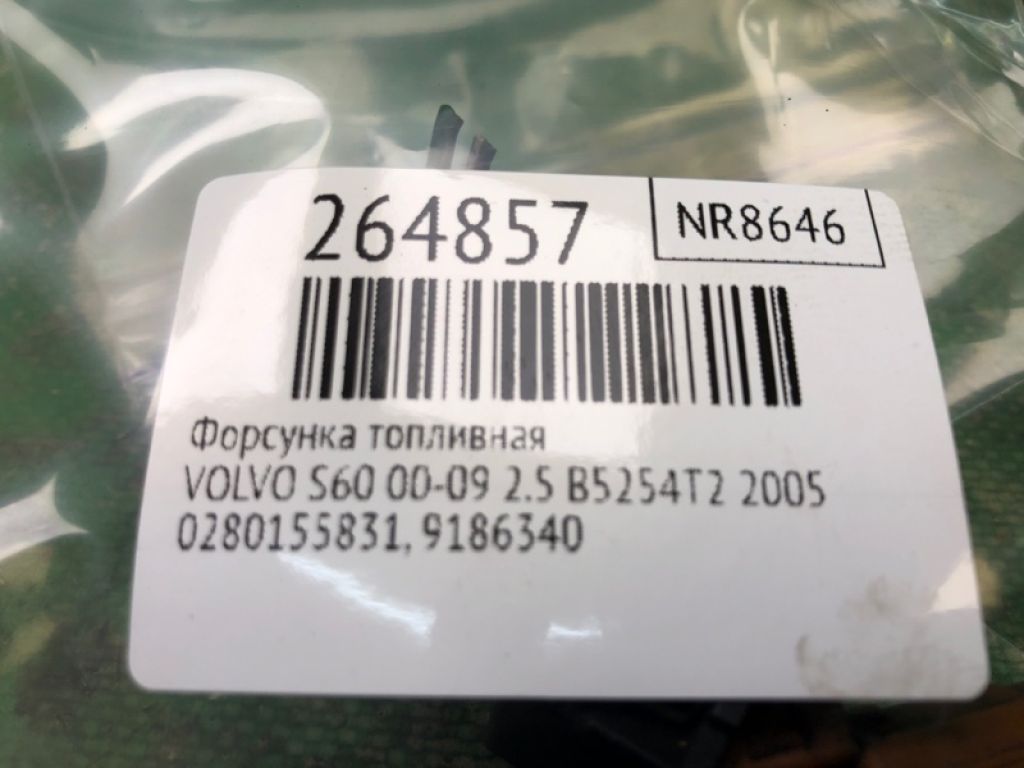 264857
NR8646
Форсунка топливная
VOLVO S60 00-09 2.5 B5254T2 2005
0280155831, 9186340